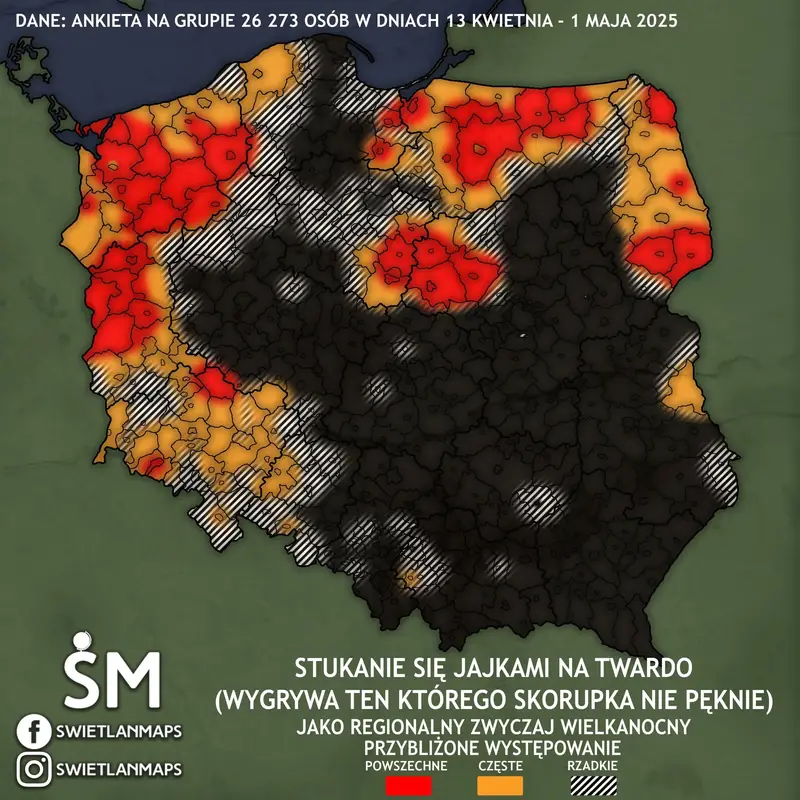 DANE: ANKIETA NA GRUPIE 26 273 OSÓB W DNIACH 13 KWIETNIA - 1 MAJA 2025
ŚM
SWIETLANMAPS
SWIETLANMAPS
STUKANIE SIĘ JAJKAMI NA TWARDO
(WYGRYWA TEN KTÓREGO SKORUPKA NIE PĘKNIE)
JAKO REGIONALNY ZWYCZAJ WIELKANOCNY
PRZYBLIŻONE WYSTĘPOWANIE
POWSZECHNE CZĘSTE RZADKIE